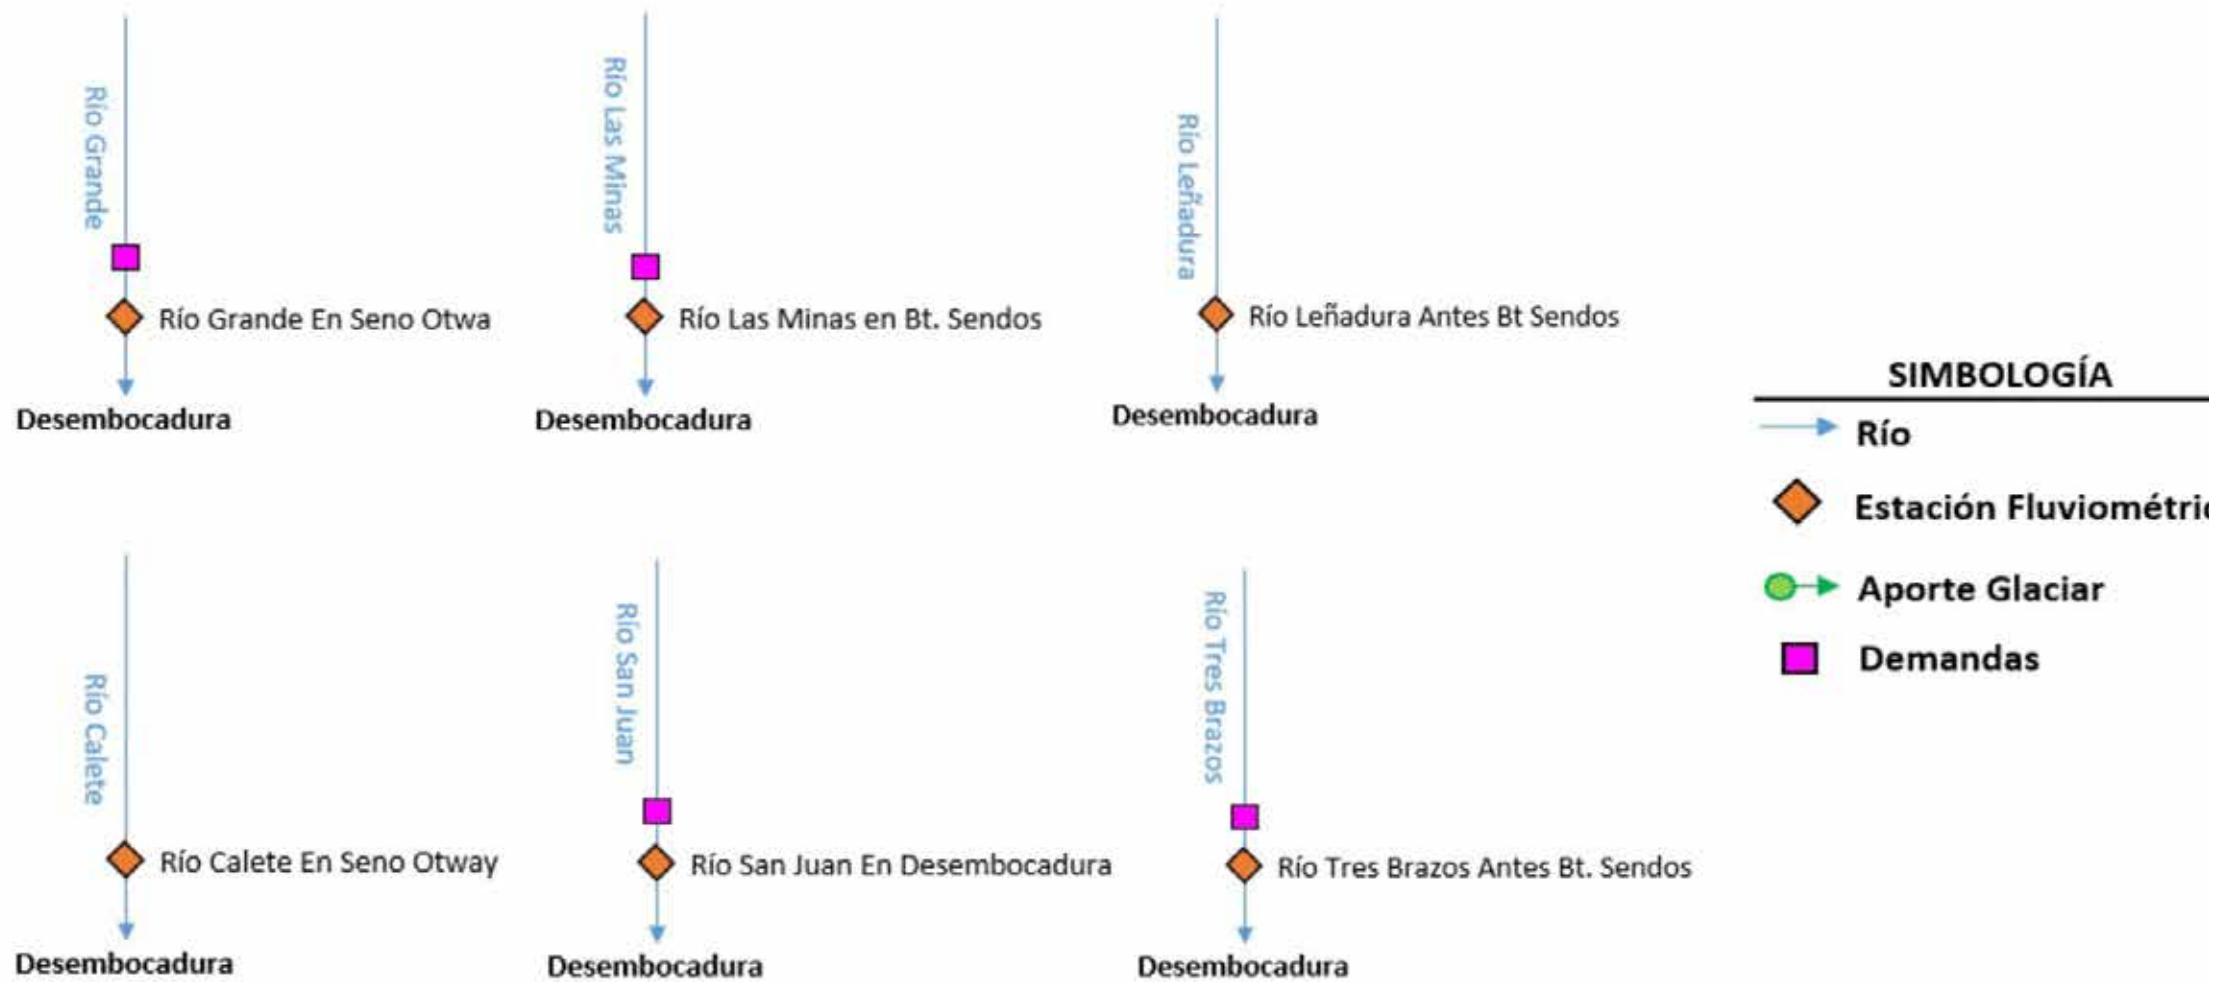 Río Grande
Río Grande En Seno Otwa
Desembocadura
Río Las Minas
Río Las Minas en Bt. Sendos
Desembocadura
Río Leñadura
Río Leñadura Antes Bt Sendos
Desembocadura
Río Calete
Río Calete En Seno Otway
Desembocadura
Río San Juan
Río San Juan En Desembocadura
Desembocadura
Río Tres Brazos
Río Tres Brazos Antes Bt. Sendos
Desembocadura
SIMBOLOGÍA
Río
Estación Fluviométri
Aporte Glaciar
Demandas